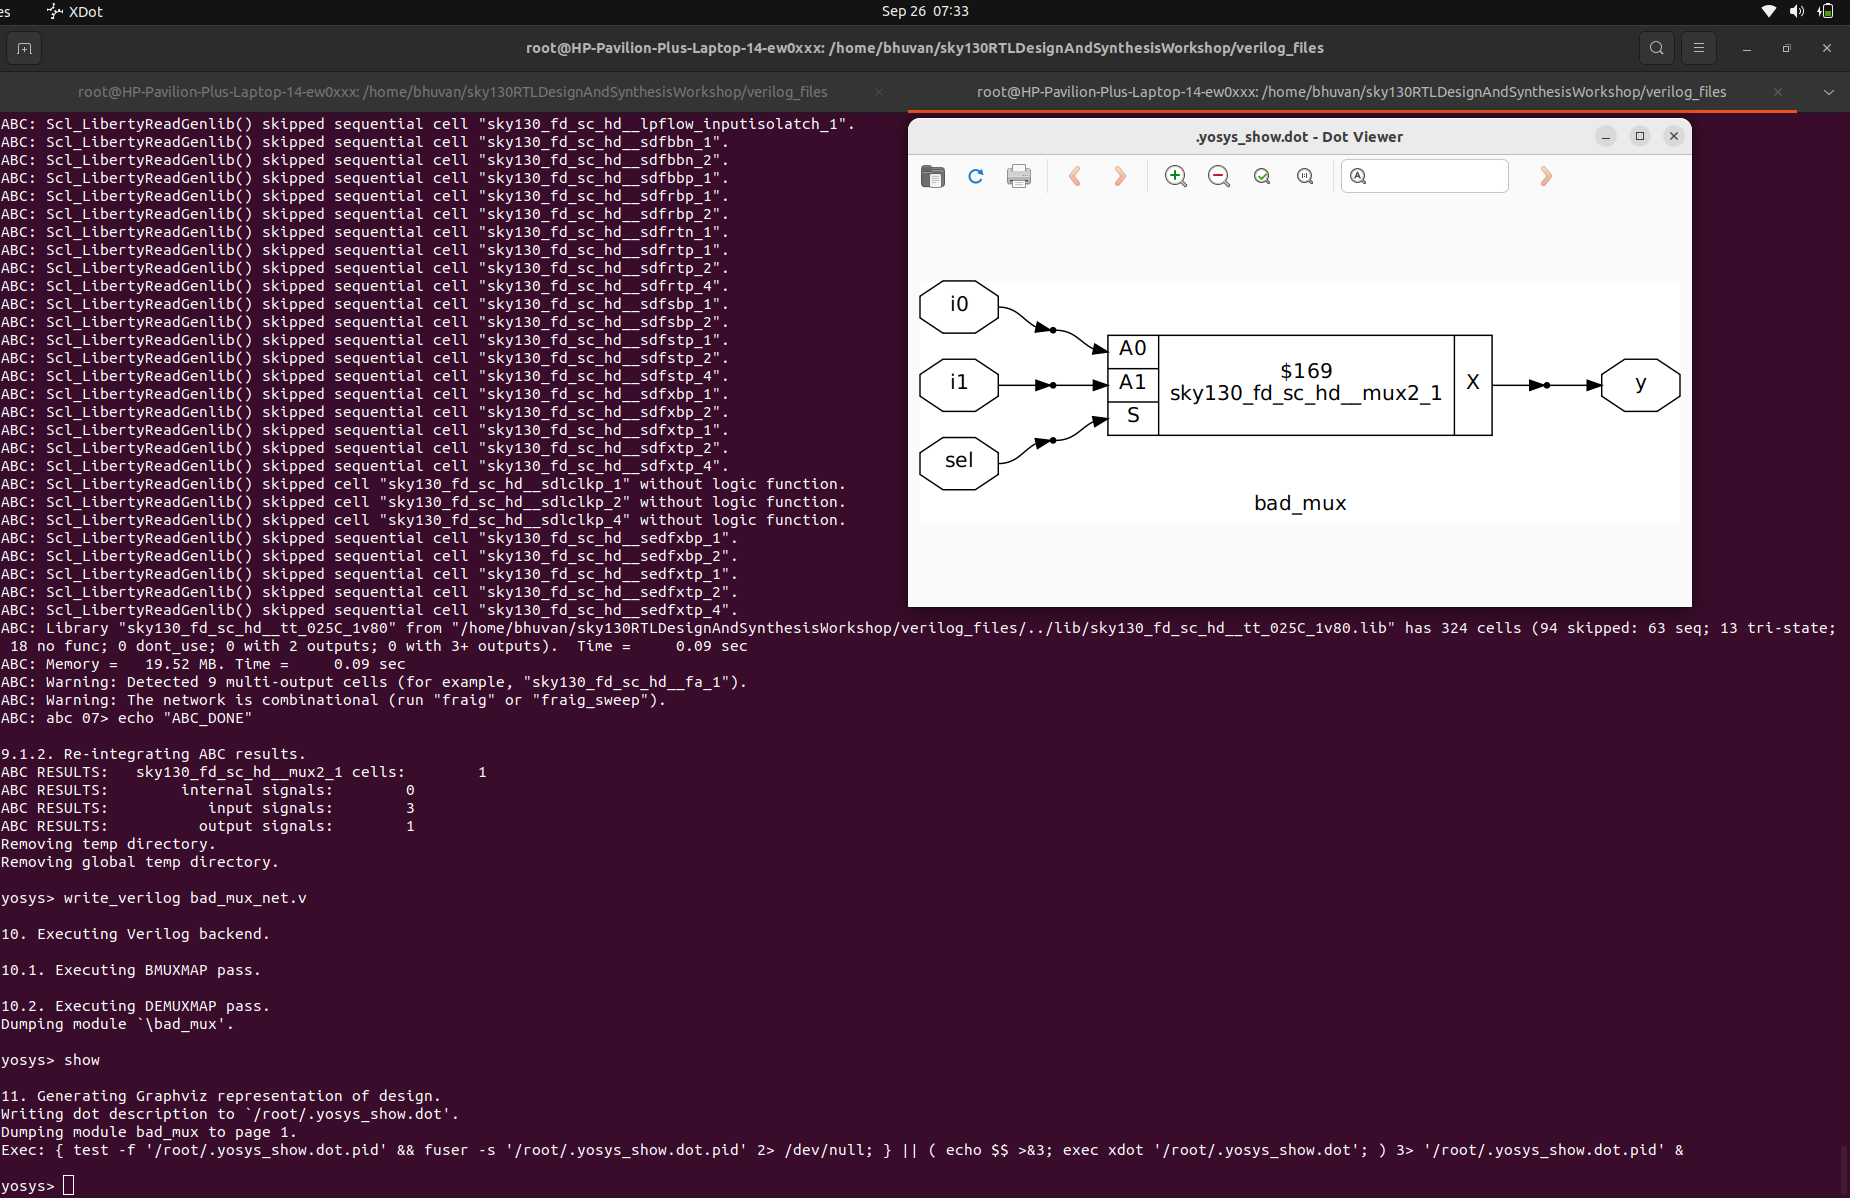 es
XDot
Sep 26 07:33
root@HP-Pavilion-Plus-Laptop-14-ew0xxx: /home/bhuvan/sky130RTLDesignAndSynthesisWorkshop/verilog_files
root@HP-Pavilion-Plus-Laptop-14-ew0xxx: /home/bhuvan/sky130RTLDesignAndSynthesisWorkshop/verilog_files
root@HP-Pavilion-Plus-Laptop-14-ew0xxx: /home/bhuvan/sky130RTLDesignAndSynthesisWorkshop/verilog_files
ABC: Scl_LibertyReadGenlib() skipped sequential cell "sky130_fd_sc_hd__lpflow_inputisolatch_1".
ABC: Scl_LibertyReadGenlib() skipped sequential cell "sky130_fd_sc_hd__sdfbbn_1".
ABC: Scl_LibertyReadGenlib() skipped sequential cell "sky130_fd_sc_hd__sdfbbn_2".
ABC: Scl_LibertyReadGenlib() skipped sequential cell "sky130_fd_sc_hd__sdfbbp_1".
ABC: Scl_LibertyReadGenlib() skipped sequential cell "sky130_fd_sc_hd__sdfrbp_1".
ABC: Scl_LibertyReadGenlib() skipped sequential cell "sky130_fd_sc_hd__sdfrbp_2".
ABC: Scl_LibertyReadGenlib() skipped sequential cell "sky130_fd_sc_hd__sdfrtn_1".
ABC: Scl_LibertyReadGenlib() skipped sequential cell "sky130_fd_sc_hd__sdfrtp_1".
ABC: Scl_LibertyReadGenlib() skipped sequential cell "sky130_fd_sc_hd__sdfrtp_2".
ABC: Scl_LibertyReadGenlib() skipped sequential cell "sky130_fd_sc_hd__sdfrtp_4".
ABC: Scl_LibertyReadGenlib() skipped sequential cell "sky130_fd_sc_hd__sdfsbp_1".
ABC: Scl_LibertyReadGenlib() skipped sequential cell "sky130_fd_sc_hd__sdfsbp_2".
ABC: Scl_LibertyReadGenlib() skipped sequential cell "sky130_fd_sc_hd__sdfstp_1".
ABC: Scl_LibertyReadGenlib() skipped sequential cell "sky130_fd_sc_hd__sdfstp_2".
ABC: Scl_LibertyReadGenlib() skipped sequential cell "sky130_fd_sc_hd__sdfstp_4".
ABC: Scl_LibertyReadGenlib() skipped sequential cell "sky130_fd_sc_hd__sdfxbp_1".
ABC: Scl_LibertyReadGenlib() skipped sequential cell "sky130_fd_sc_hd__sdfxbp_2".
ABC: Scl_LibertyReadGenlib() skipped sequential cell "sky130_fd_sc_hd__sdfxtp_1".
ABC: Scl_LibertyReadGenlib() skipped sequential cell "sky130_fd_sc_hd__sdfxtp_2".
ABC: Scl_LibertyReadGenlib() skipped sequential cell "sky130_fd_sc_hd__sdfxtp_4".
ABC: Scl_LibertyReadGenlib() skipped cell "sky130_fd_sc_hd__sdlclkp_1" without logic function.
ABC: Scl_LibertyReadGenlib() skipped cell "sky130_fd_sc_hd__sdlclkp_2" without logic function.
ABC: Scl_LibertyReadGenlib() skipped cell "sky130_fd_sc_hd__sdlclkp_4" without logic function.
ABC: Scl_LibertyReadGenlib() skipped sequential cell "sky130_fd_sc_hd__sedfxbp_1".
ABC: Scl_LibertyReadGenlib() skipped sequential cell "sky130_fd_sc_hd__sedfxbp_2".
ABC: Scl_LibertyReadGenlib() skipped sequential cell "sky130_fd_sc_hd__sedfxtp_1".
ABC: Scl_LibertyReadGenlib() skipped sequential cell "sky130_fd_sc_hd__sedfxtp_2".
ABC: Scl_LibertyReadGenlib() skipped sequential cell "sky130_fd_sc_hd__sedfxtp_4".
ABC: Library "sky130_fd_sc_hd__tt_025C_1v80" from "/home/bhuvan/sky130RTLDesignAndSynthesisWorkshop/verilog_files/../lib/sky130_fd_sc_hd__tt_025C_1v80.lib" has 324 cells (94 skipped: 63 seq; 13 tri-state;
18 no func; 0 dont_use; 0 with 2 outputs; 0 with 3+ outputs).  Time =     0.09 sec
ABC: Memory =   19.52 MB. Time =     0.09 sec
ABC: Warning: Detected 9 multi-output cells (for example, "sky130_fd_sc_hd__fa_1").
ABC: Warning: The network is combinational (run "fraig" or "fraig_sweep").
ABC: abc 07> echo "ABC_DONE"
9.1.2. Re-integrating ABC results.
ABC RESULTS:   sky130_fd_sc_hd__mux2_1 cells:        1
ABC RESULTS:        internal signals:        0
ABC RESULTS:           input signals:        3
ABC RESULTS:          output signals:        1
Removing temp directory.
Removing global temp directory.
yosys> write_verilog bad_mux_net.v
10. Executing Verilog backend.
10.1. Executing BMUXMAP pass.
10.2. Executing DEMUXMAP pass.
Dumping module `\bad_mux'.
yosys> show
11. Generating Graphviz representation of design.
Writing dot description to `/root/.yosys_show.dot'.
Dumping module bad_mux to page 1.
Exec: { test -f '/root/.yosys_show.dot.pid' && fuser -s '/root/.yosys_show.dot.pid' 2> /dev/null; } || ( echo $$ >&3; exec xdot '/root/.yosys_show.dot'; ) 3> '/root/.yosys_show.dot.pid' &
yosys>
.yosys_show.dot - Dot Viewer
i0
i1
sel
A0
A1
S
$169
sky130_fd_sc_hd__mux2_1
X
y
bad_mux